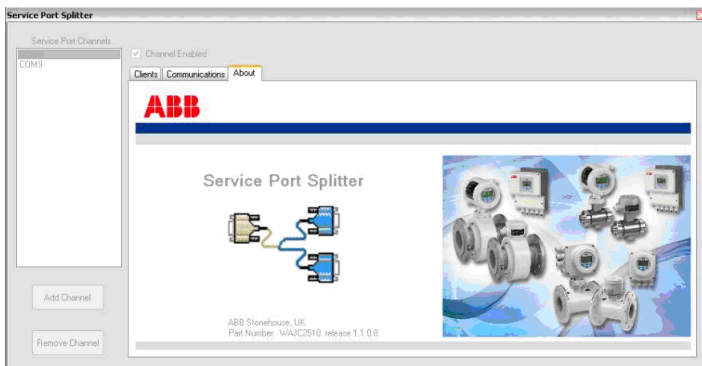 Service Port Splitter
Service Port Channels
COM9
Channel Enabled
Clients Communications About
ABB
Service Port Splitter
ABB Stonehouse, UK
Part Number WAJC2510 release 1.1.0.8
Add Channel
Remove Channel